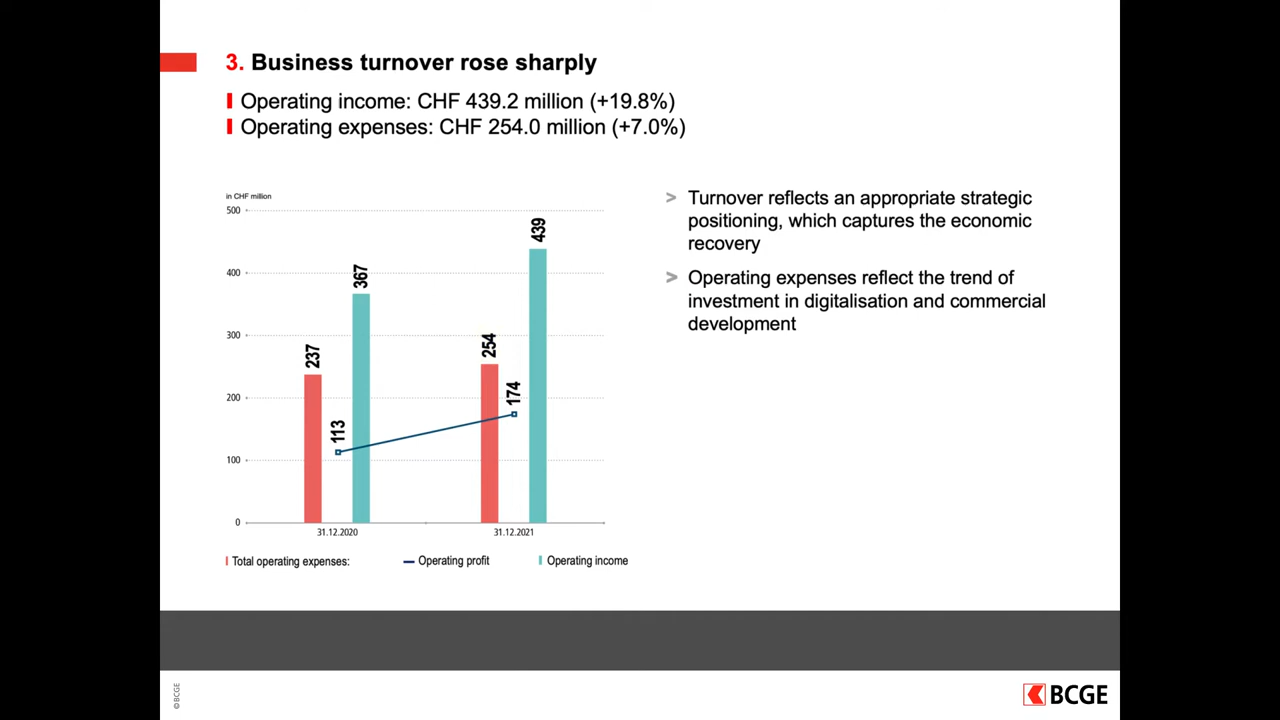 3. Business turnover rose sharply
Operating income: CHF 439.2 million (+19.8%)
Operating expenses: CHF 254.0 million (+7.0%)
in CHF million
500
400
300
200
100
0
237
113
367
254
174
439
31.12.2020
31.12.2021
Total operating expenses:
Operating profit
Operating income
> Turnover reflects an appropriate strategic
positioning, which captures the economic
recovery
> Operating expenses reflect the trend of
investment in digitalisation and commercial
development
© BCGE
BCGE